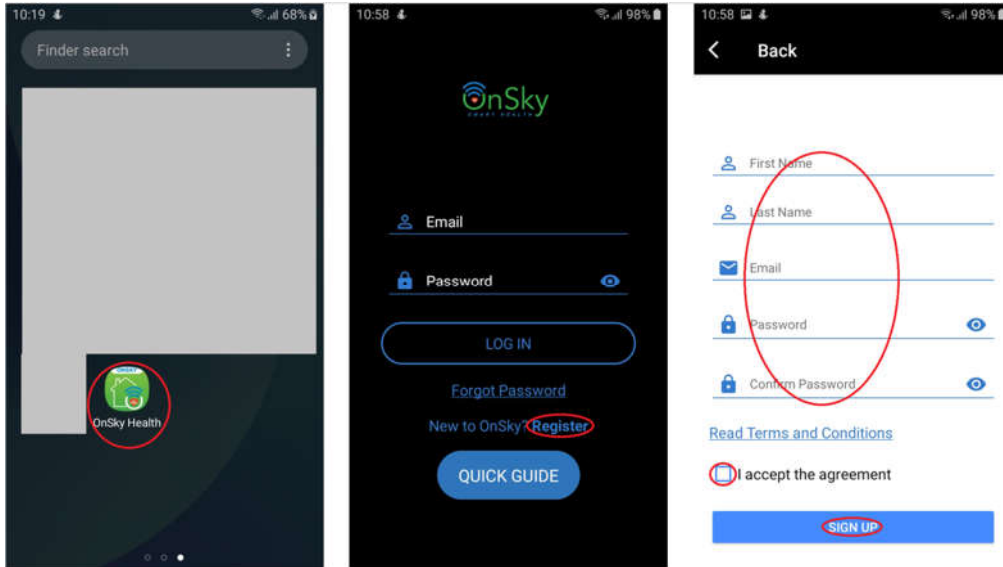 10:19
68%
Finder search
ONSKY
OnSky Health
10:58
98%
OnSky
SMART HEALTH
Email
Password
LOG IN
Forgot Password
New to OnSky? Register
QUICK GUIDE
10:58
98%
Back
First Name
Last Name
Email
Password
Confirm Password
Read Terms and Conditions
I accept the agreement
SIGN UP